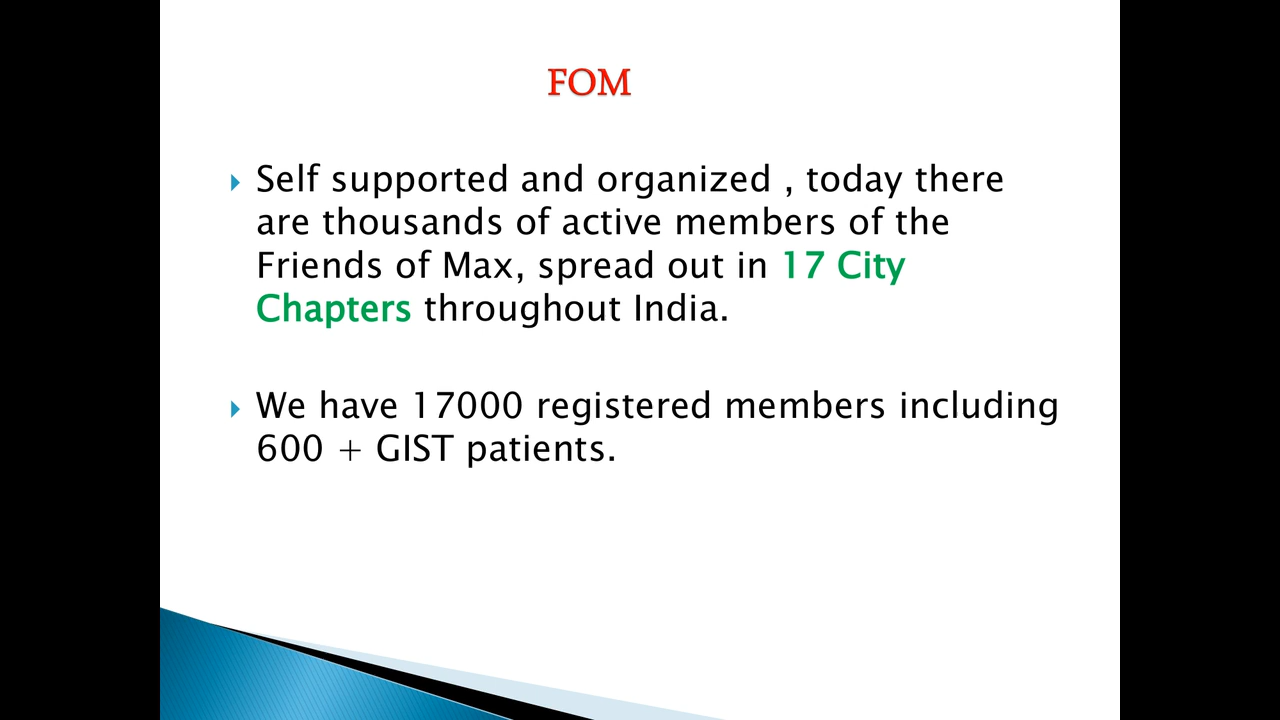 FOM
Self supported and organized , today there
are thousands of active members of the
Friends of Max, spread out in 17 City
Chapters throughout India.
We have 17000 registered members including
600 + GIST patients.